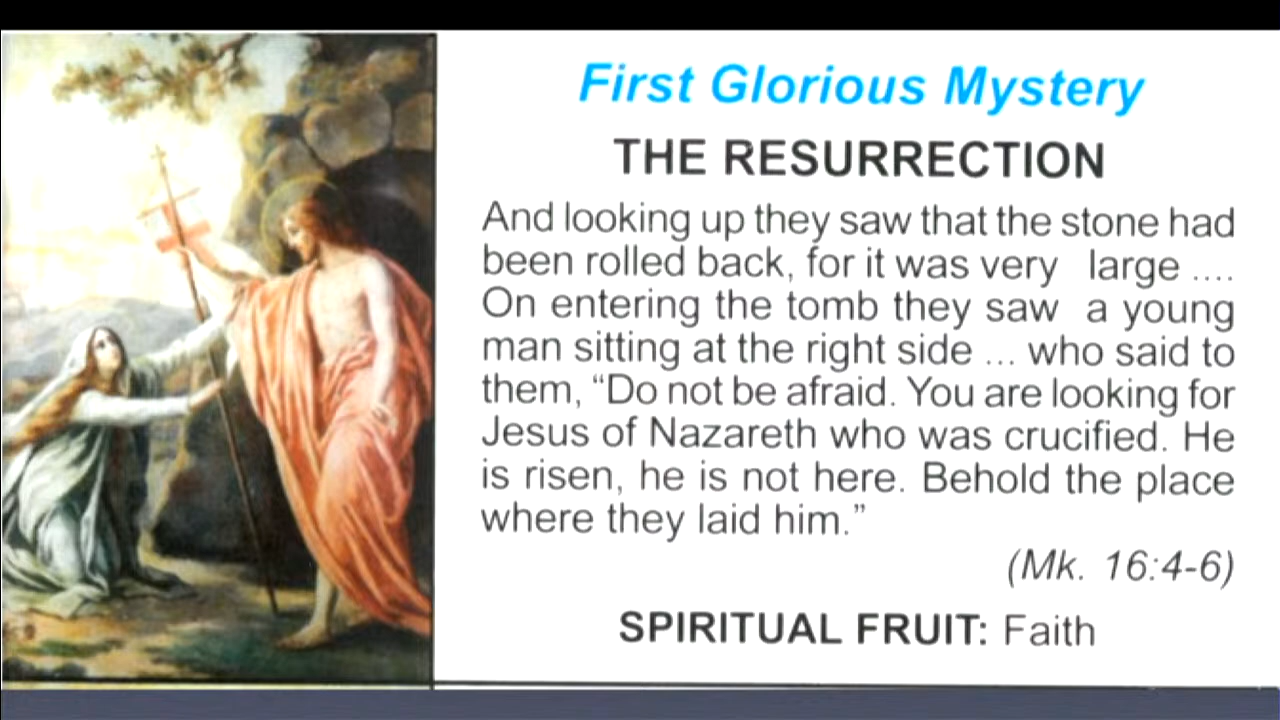 First Glorious Mystery
THE RESURRECTION
And looking up they saw that the stone had
been rolled back, for it was very large ....
On entering the tomb they saw a young
man sitting at the right side ... who said to
them, “Do not be afraid. You are looking for
Jesus of Nazareth who was crucified. He
is risen, he is not here. Behold the place
where they laid him.”
(Mk. 16:4-6)
SPIRITUAL FRUIT: Faith